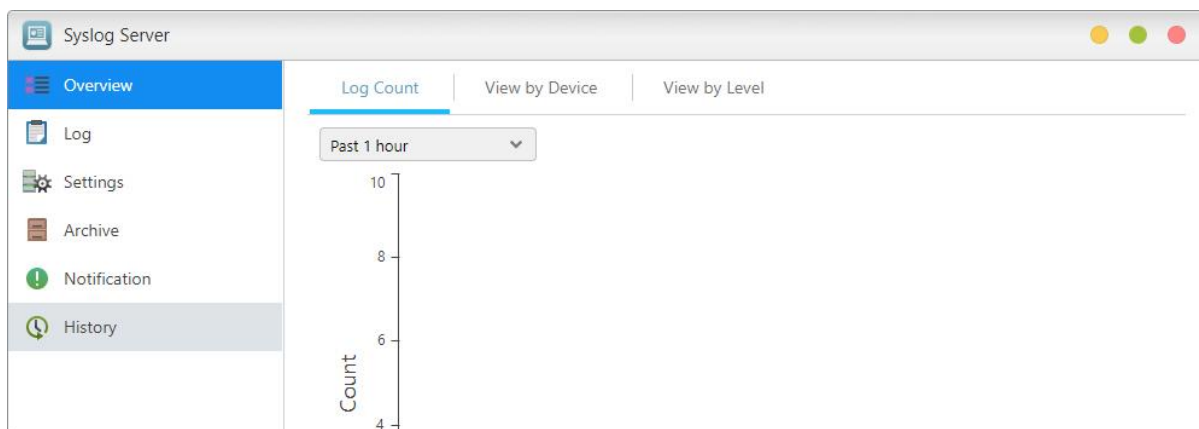 Syslog Server
Overview
Log
Settings
Archive
Notification
History
Log Count
View by Device
View by Level
Past 1 hour
10
8
6
4
Count